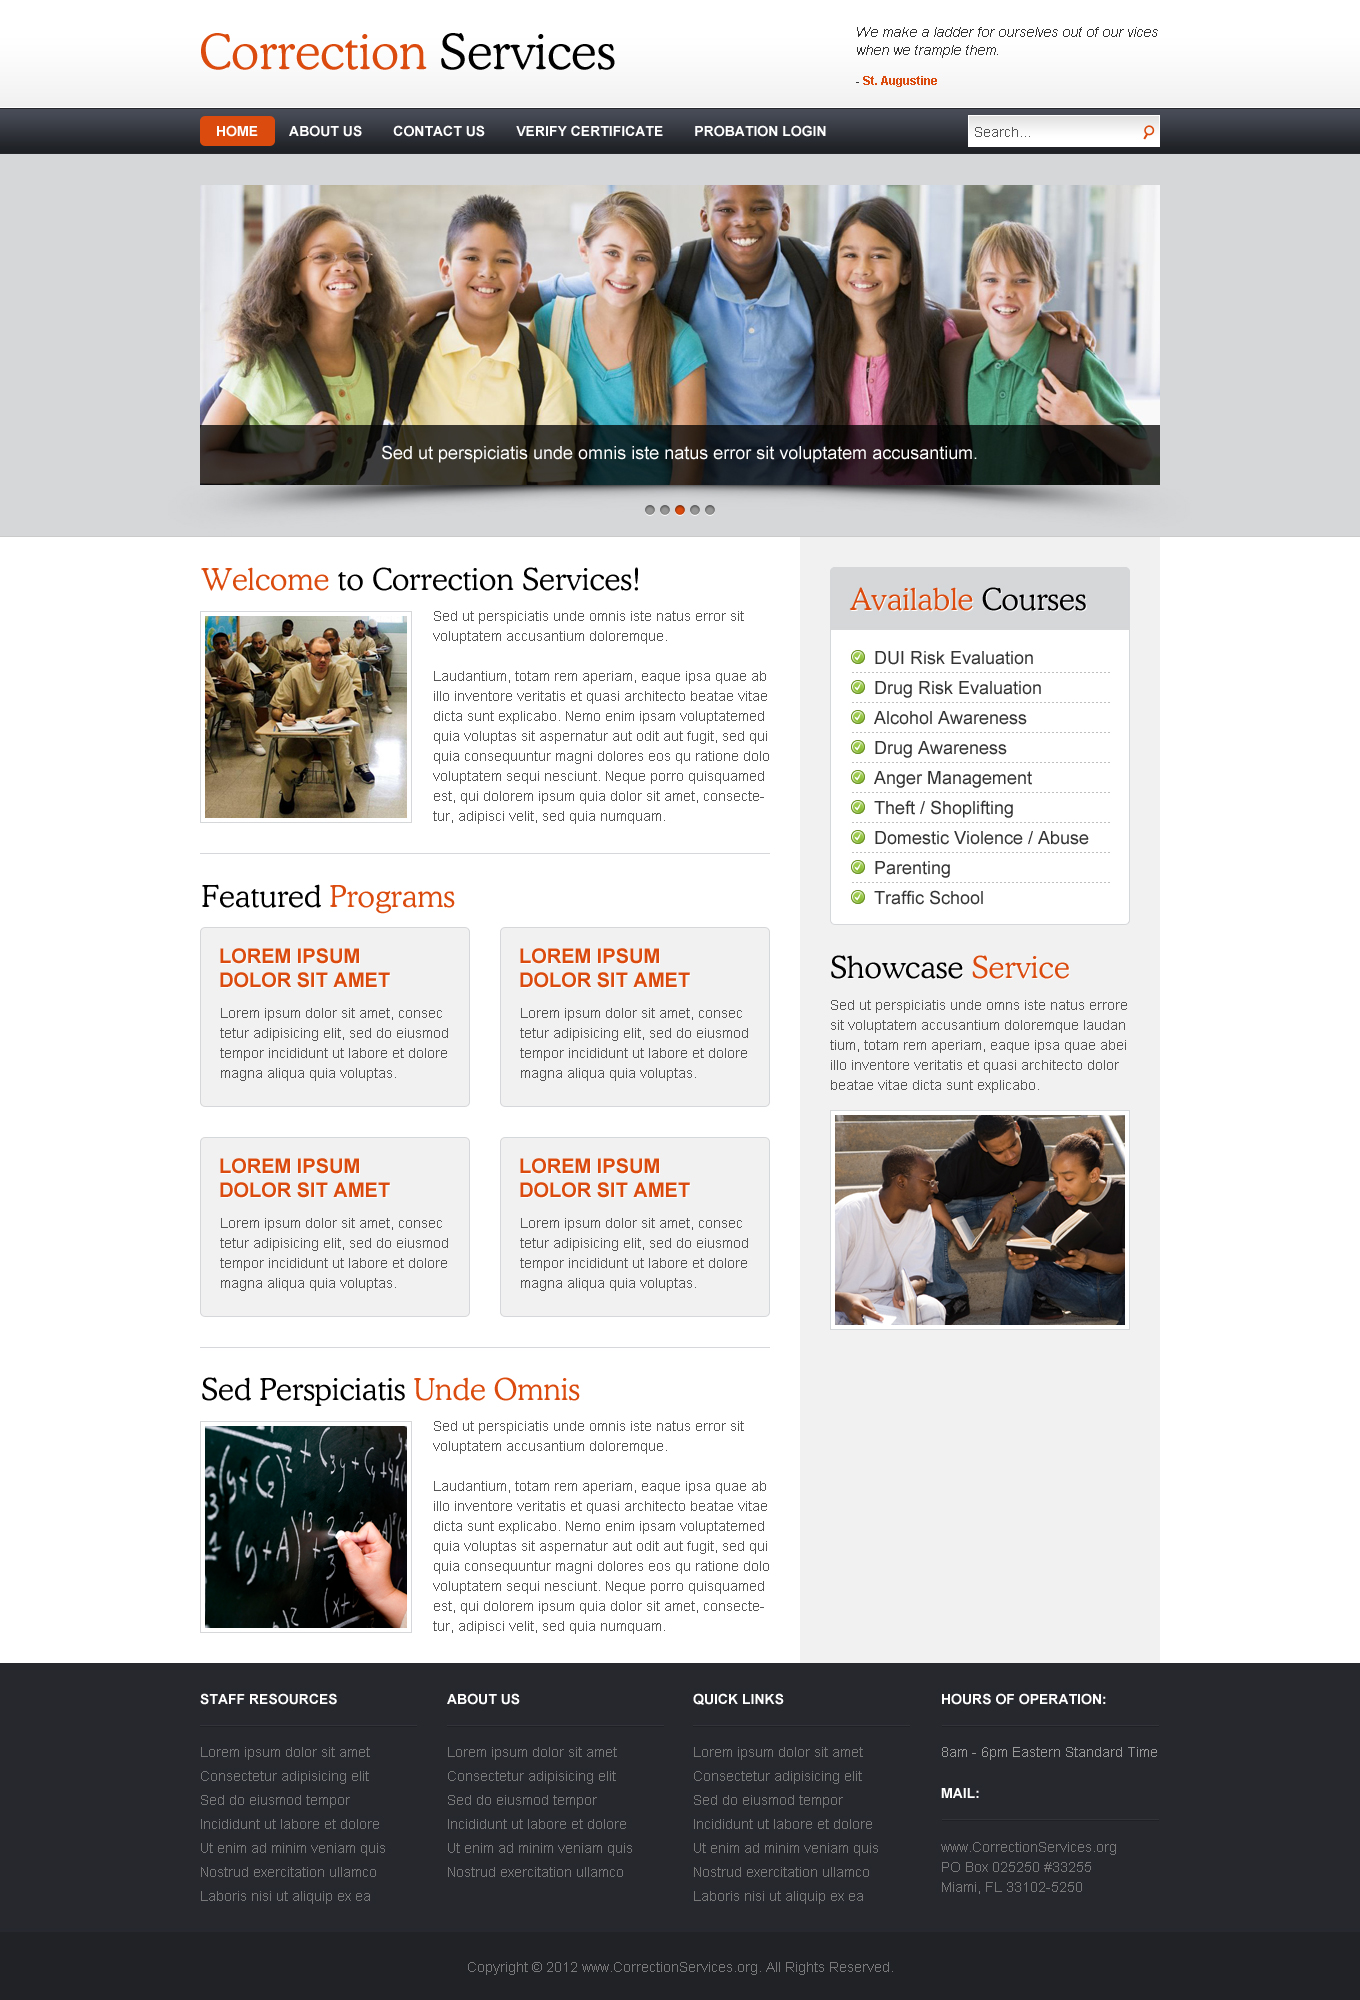 Correction Services
We make a ladder for ourselves out of our vices
when we trample them.
- St. Augustine
HOME
ABOUT US
CONTACT US
VERIFY CERTIFICATE
PROBATION LOGIN
Search...
Sed ut perspiciatis unde omnis iste natus error sit voluptatem accusantium.
Welcome to Correction Services!
Sed ut perspiciatis unde omnis iste natus error sit
voluptatem accusantium doloremque.
Laudantium, totam rem aperiam, eaque ipsa quae ab
illo inventore veritatis et quasi architecto beatae vitae
dicta sunt explicabo. Nemo enim ipsam voluptatemed
quia voluptas sit aspernatur aut odit aut fugit, sed qui
quia consequuntur magni dolores eos qu ratione dolo
voluptatem sequi nesciunt. Neque porro quisquamed
est, qui dolorem ipsum quia dolor sit amet, consecte-
tur, adipisci velit, sed quia numquam.
Featured Programs
LOREM IPSUM
DOLOR SIT AMET
Lorem ipsum dolor sit amet, consec
tetur adipisicing elit, sed do eiusmod
tempor incididunt ut labore et dolore
magna aliqua quia voluptas.
LOREM IPSUM
DOLOR SIT AMET
Lorem ipsum dolor sit amet, consec
tetur adipisicing elit, sed do eiusmod
tempor incididunt ut labore et dolore
magna aliqua quia voluptas.
LOREM IPSUM
DOLOR SIT AMET
Lorem ipsum dolor sit amet, consec
tetur adipisicing elit, sed do eiusmod
tempor incididunt ut labore et dolore
magna aliqua quia voluptas.
LOREM IPSUM
DOLOR SIT AMET
Lorem ipsum dolor sit amet, consec
tetur adipisicing elit, sed do eiusmod
tempor incididunt ut labore et dolore
magna aliqua quia voluptas.
Sed Perspiciatis Unde Omnis
Sed ut perspiciatis unde omnis iste natus error sit
voluptatem accusantium doloremque.
Laudantium, totam rem aperiam, eaque ipsa quae ab
illo inventore veritatis et quasi architecto beatae vitae
dicta sunt explicabo. Nemo enim ipsam voluptatemed
quia voluptas sit aspernatur aut odit aut fugit, sed qui
quia consequuntur magni dolores eos qu ratione dolo
voluptatem sequi nesciunt. Neque porro quisquamed
est, qui dolorem ipsum quia dolor sit amet, consecte-
tur, adipisci velit, sed quia numquam.
Available Courses
DUI Risk Evaluation
Drug Risk Evaluation
Alcohol Awareness
Drug Awareness
Anger Management
Theft / Shoplifting
Domestic Violence / Abuse
Parenting
Traffic School
Showcase Service
Sed ut perspiciatis unde omns iste natus errore
sit voluptatem accusantium doloremque laudan
tium, totam rem aperiam, eaque ipsa quae abei
illo inventore veritatis et quasi architecto dolor
beatae vitae dicta sunt explicabo.
STAFF RESOURCES
Lorem ipsum dolor sit amet
Consectetur adipisicing elit
Sed do eiusmod tempor
Incididunt ut labore et dolore
Ut enim ad minim veniam quis
Nostrud exercitation ullamco
Laboris nisi ut aliquip ex ea
ABOUT US
Lorem ipsum dolor sit amet
Consectetur adipisicing elit
Sed do eiusmod tempor
Incididunt ut labore et dolore
Ut enim ad minim veniam quis
Nostrud exercitation ullamco
QUICK LINKS
Lorem ipsum dolor sit amet
Consectetur adipisicing elit
Sed do eiusmod tempor
Incididunt ut labore et dolore
Ut enim ad minim veniam quis
Nostrud exercitation ullamco
Laboris nisi ut aliquip ex ea
HOURS OF OPERATION:
8am - 6pm Eastern Standard Time
MAIL:
www.CorrectionServices.org
PO Box 025250 #33255
Miami, FL 33102-5250
Copyright © 2012 www.CorrectionServices.org. All Rights Reserved.